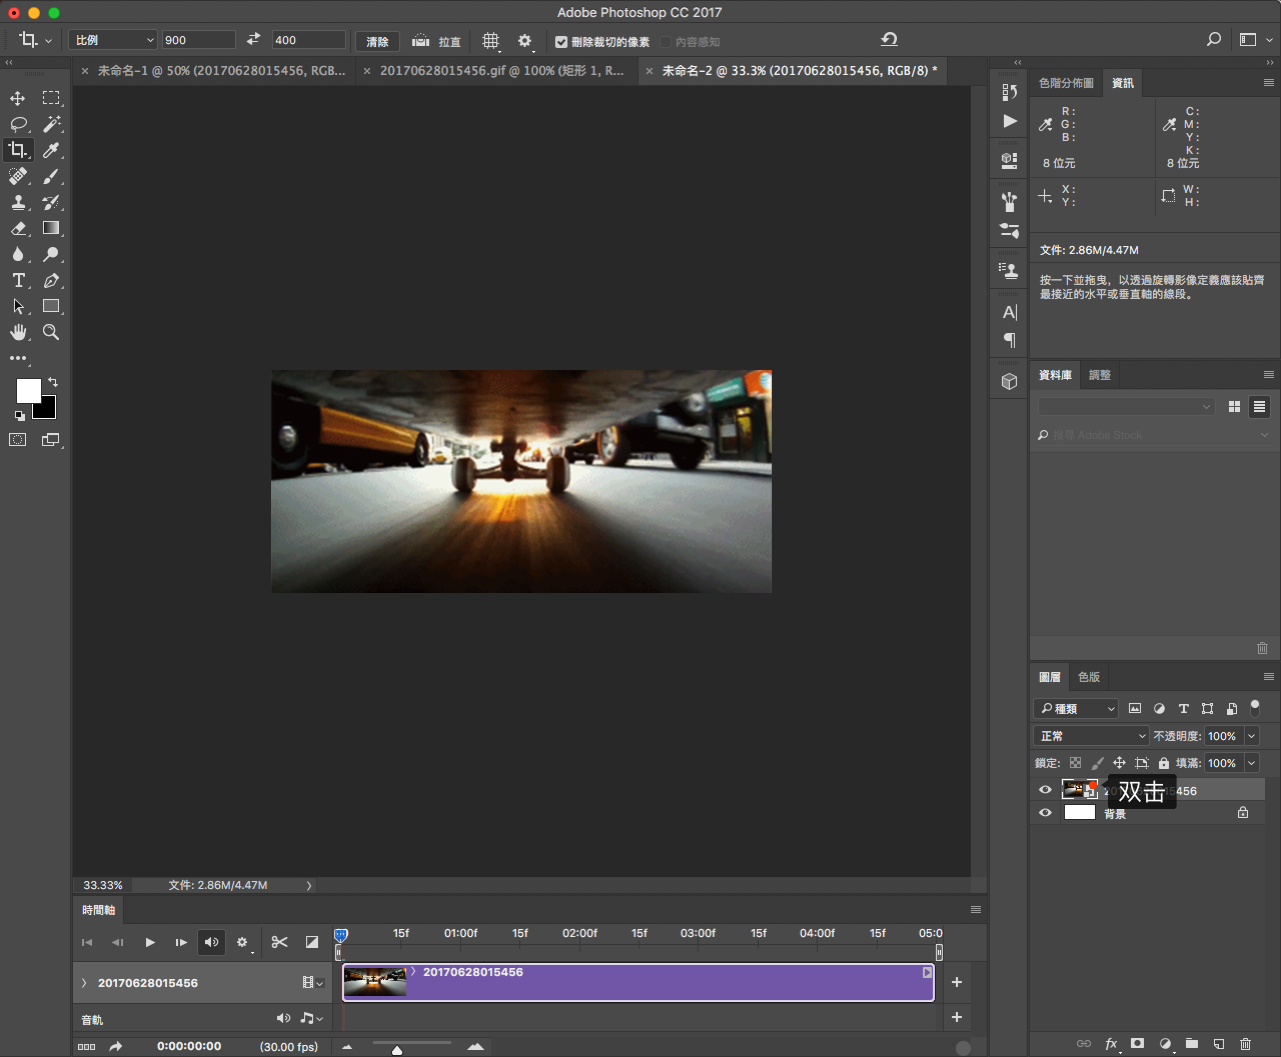 Adobe Photoshop CC 2017
比例 900 400 清除 拉直 刪除裁切的像素 內容感知
× 未命名-1 @ 50% (20170628015456, RGB... × 20170628015456.gif @ 100% (矩形 1, R... × 未命名-2 @ 33.3% (20170628015456, RGB/8) *
色階分佈圖 資訊
R: C:
G: M:
B: Y:
K:
8 位元 8 位元
X: W:
Y: H:
文件: 2.86M/4.47M
按一下並拖曳，以透過旋轉影像定義應該貼齊
最接近的水平或垂直軸的線段。
資料庫 調整
搜尋 Adobe Stock
圖層 色版
種類
正常 不透明度: 100%
鎖定: 填滿: 100%
双击 5456
背景
33.33% 文件: 2.86M/4.47M
時間軸
15f 01:00f 15f 02:00f 15f 03:00f 15f 04:00f 15f 05:0
20170628015456 20170628015456
音軌
0:00:00:00 (30.00 fps)